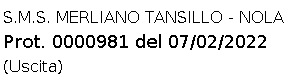 S.M.S. MERLIANO TANSILLO - NOLA
Prot. 0000981 del 07/02/2022
(Uscita)